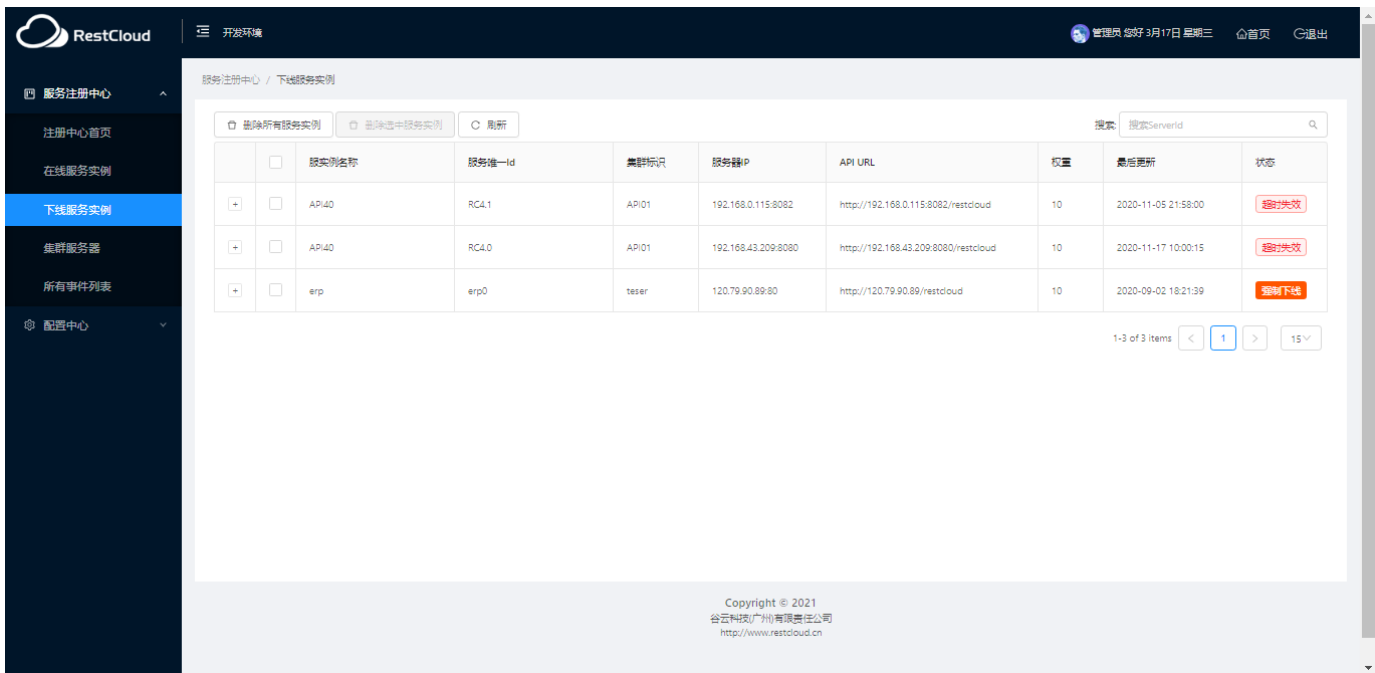 RestCloud
开发环境
管理员 您好 3月17日 星期三
首页
退出
服务注册中心
注册中心首页
在线服务实例
下线服务实例
集群服务器
所有事件列表
配置中心
服务注册中心 / 下线服务实例
删除所有服务实例
删除选中服务实例
刷新
搜索:
搜索ServerId
服实例名称 服务唯一Id 集群标识 服务器IP API URL 权重 最后更新 状态
API40 RC4.1 API01 192.168.0.115:8082 http://192.168.0.115:8082/restcloud 10 2020-11-05 21:58:00 超时失效
API40 RC4.0 API01 192.168.43.209:8080 http://192.168.43.209:8080/restcloud 10 2020-11-17 10:00:15 超时失效
erp erp0 teser 120.79.90.89:80 http://120.79.90.89/restcloud 10 2020-09-02 18:21:39 强制下线
1-3 of 3 items < 1 > 15
Copyright © 2021
谷云科技(广州)有限责任公司
http://www.restcloud.cn